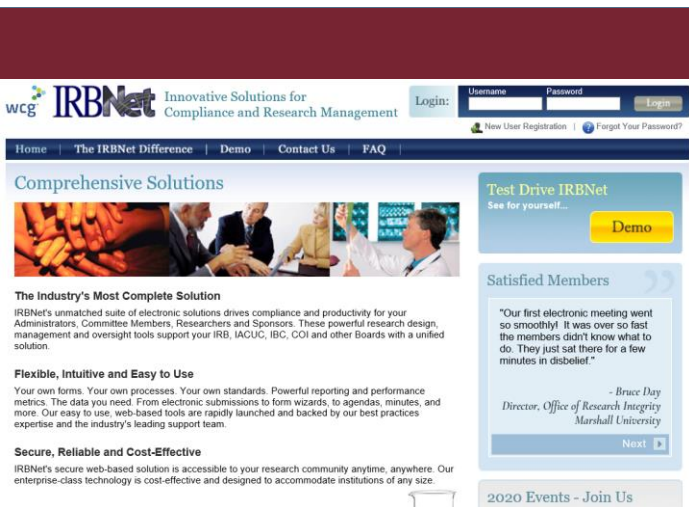 wcg IRBNet
Innovative Solutions for
Compliance and Research Management
Login:
Username
Password
Login
New User Registration | Forgot Your Password?
Home | The IRBNet Difference | Demo | Contact Us | FAQ |
Comprehensive Solutions
The Industry's Most Complete Solution
IRBNet's unmatched suite of electronic solutions drives compliance and productivity for your
Administrators, Committee Members, Researchers and Sponsors. These powerful research design,
management and oversight tools support your IRB, IACUC, IBC, COI and other Boards with a unified
solution.
Flexible, Intuitive and Easy to Use
Your own forms. Your own processes. Your own standards. Powerful reporting and performance
metrics. The data you need. From electronic submissions to form wizards, to agendas, minutes, and
more. Our easy to use, web-based tools are rapidly launched and backed by our best practices
expertise and the industry's leading support team.
Secure, Reliable and Cost-Effective
IRBNet's secure web-based solution is accessible to your research community anytime, anywhere. Our
enterprise-class technology is cost-effective and designed to accommodate institutions of any size.
Test Drive IRBNet
See for yourself...
Demo
Satisfied Members
"Our first electronic meeting went
so smoothly! It was over so fast
the members didn't know what to
do. They just sat there for a few
minutes in disbelief."
- Bruce Day
Director, Office of Research Integrity
Marshall University
Next
2020 Events - Join Us